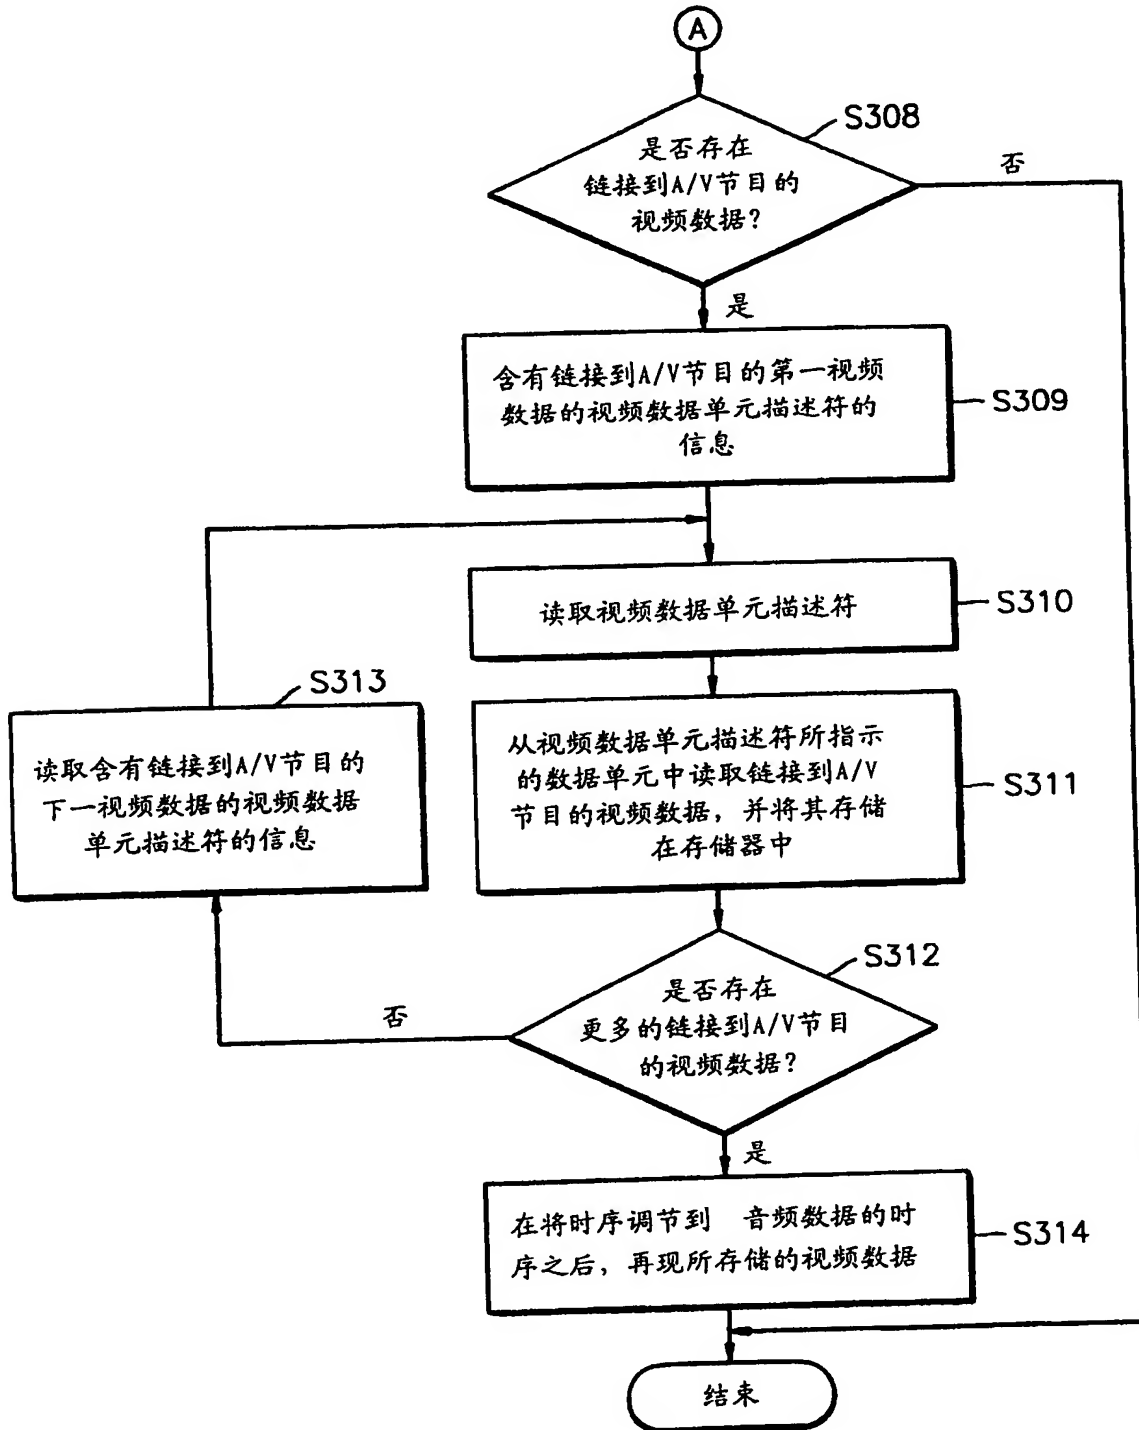 A
S308
是否存在
链接到A/V节目的
视频数据?
否
是
含有链接到A/V节目的第一视频
数据的视频数据单元描述符的
信息
S309
读取视频数据单元描述符
S310
S313
读取含有链接到A/V节目的
下一视频数据的视频数据
单元描述符的信息
从视频数据单元描述符所指示
的数据单元中读取链接到A/V
节目的视频数据，并将其存储
在存储器中
S311
S312
是否存在
更多的链接到A/V节目
的视频数据?
否
是
在将时序调节到 音频数据的时
序之后，再现所存储的视频数据
S314
结束